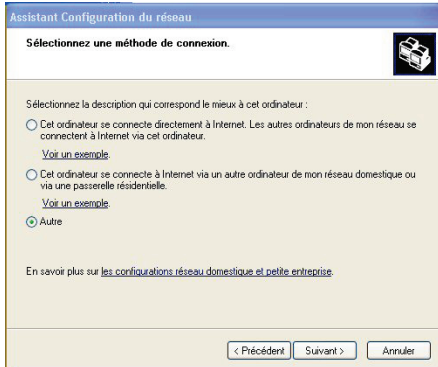 Assistant Configuration du réseau
Sélectionnez une méthode de connexion.
Sélectionnez la description qui correspond le mieux à cet ordinateur :
Cet ordinateur se connecte directement à Internet. Les autres ordinateurs de mon réseau se
connectent à Internet via cet ordinateur.
Voir un exemple.
Cet ordinateur se connecte à Internet via un autre ordinateur de mon réseau domestique ou
via une passerelle résidentielle.
Voir un exemple.
Autre
En savoir plus sur les configurations réseau domestique et petite entreprise.
< Précédent Suivant > Annuler